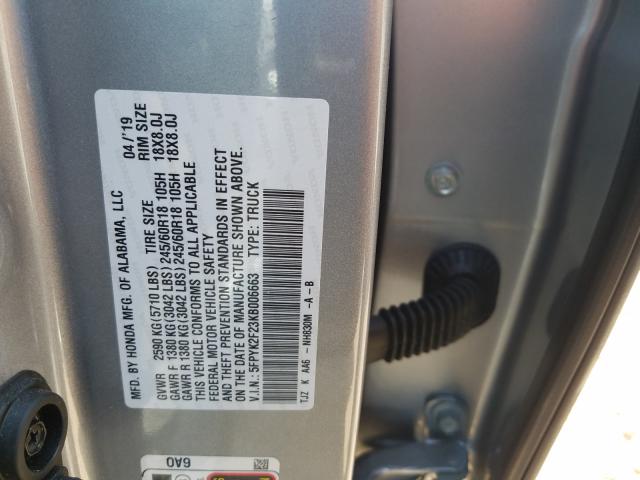 MFD. BY HONDA MFG. OF ALABAMA, LLC 04/'19
TIRE SIZE RIM SIZE
GVWR 2590 KG(5710 LBS)
GAWR F 1380 KG(3042 LBS) 245/60R18 105H 18X8.0J
GAWR R 1380 KG(3042 LBS) 245/60R18 105H 18X8.0J
THIS VEHICLE CONFORMS TO ALL APPLICABLE
FEDERAL MOTOR VEHICLE SAFETY
AND THEFT PREVENTION STANDARDS IN EFFECT
ON THE DATE OF MANUFACTURE SHOWN ABOVE.
V.I.N.: 5FPYK2F23KB006663 TYPE: TRUCK
TJZ K AA6 -NH830M -A-B
6A0